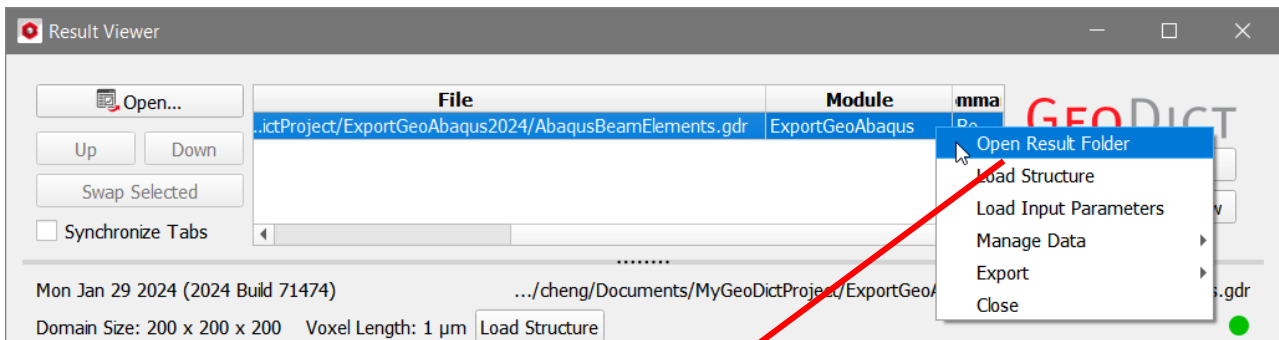 Result Viewer
Open...
File Module
..ictProject/ExportGeoAbaqus2024/AbaqusBeamElements.gdr ExportGeoAbaqus
GEODICT
Up Down
Open Result Folder
Swap Selected
Load Structure
Load Input Parameters
Synchronize Tabs
Manage Data
Export
Mon Jan 29 2024 (2024 Build 71474) .../cheng/Documents/MyGeoDictProject/ExportGeoA s.gdr
Close
Domain Size: 200 x 200 x 200 Voxel Length: 1 µm Load Structure